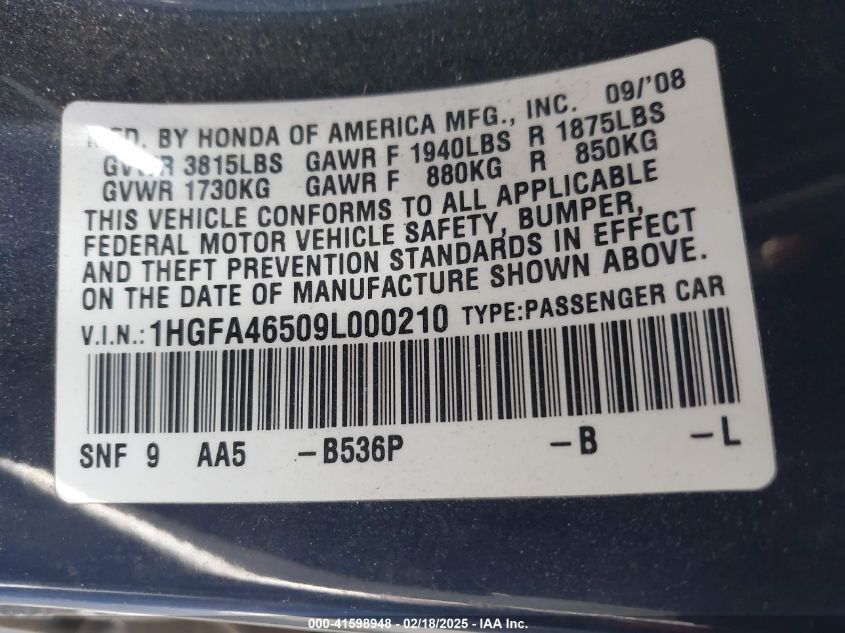 MFD. BY HONDA OF AMERICA MFG., INC. 09/'08
GVWR 3815LBS GAWR F 1940LBS R 1875LBS
GVWR 1730KG GAWR F 880KG R 850KG
THIS VEHICLE CONFORMS TO ALL APPLICABLE
FEDERAL MOTOR VEHICLE SAFETY, BUMPER,
AND THEFT PREVENTION STANDARDS IN EFFECT
ON THE DATE OF MANUFACTURE SHOWN ABOVE.
V.I.N.: 1HGFA46509L000210 TYPE:PASSENGER CAR
SNF 9 AA5 -B536P -B -L
000-41598948 - 02/18/2025 - IAA Inc.